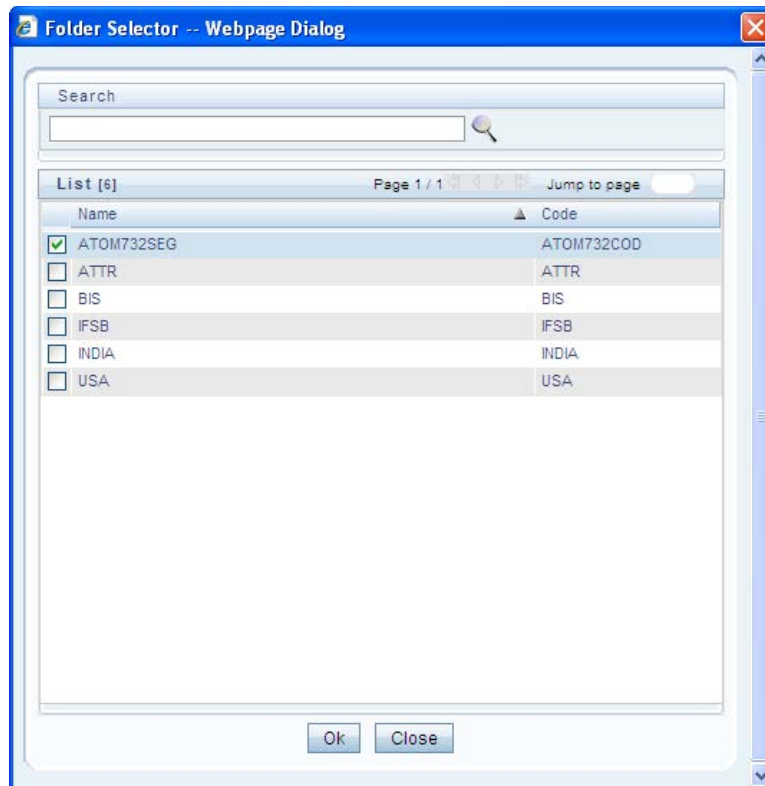 Folder Selector -- Webpage Dialog
Search
List [6] Page 1 / 1 Jump to page
Name Code
ATOM732SEG ATOM732COD
ATTR ATTR
BIS BIS
IFSB IFSB
INDIA INDIA
USA USA
Ok Close